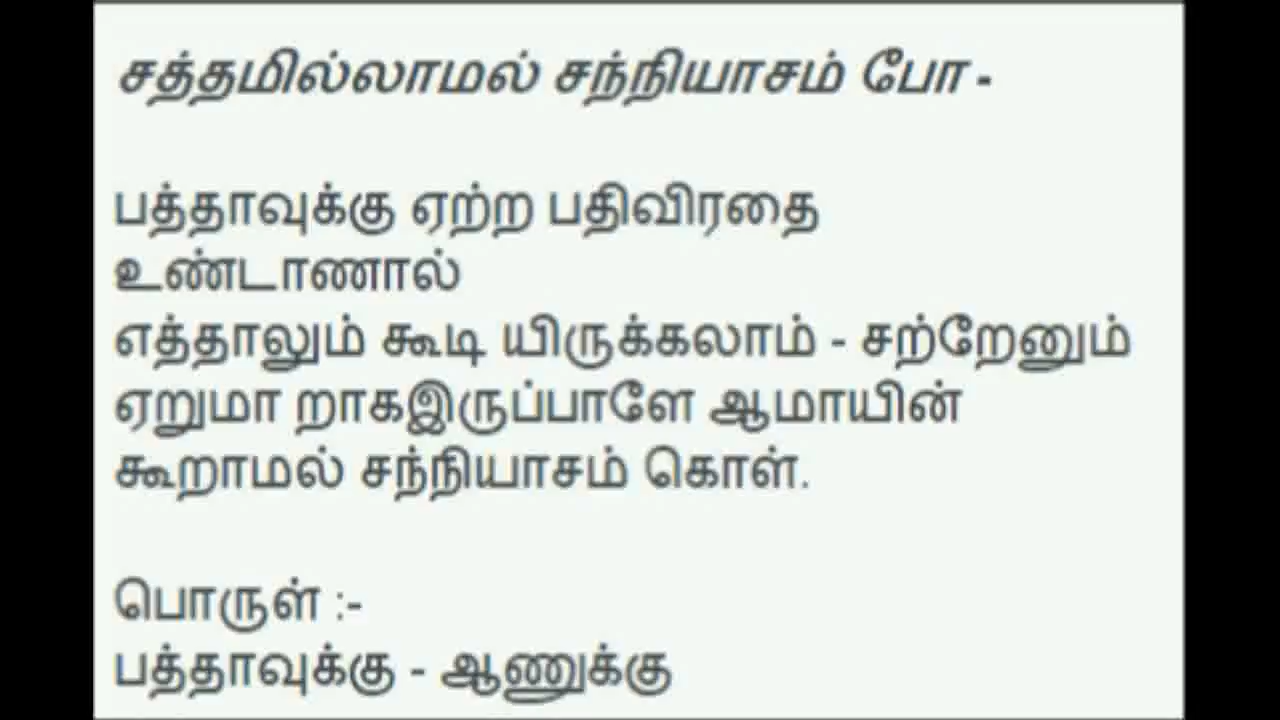 சத்தமில்லாமல் சந்நியாசம் போ -
பத்தாவுக்கு ஏற்ற பதிவிரதை
உண்டாணால்
எத்தாலும் கூடி யிருக்கலாம் - சற்றேனும்
ஏறுமா றாகஇருப்பாளே ஆமாயின்
கூறாமல் சந்நியாசம் கொள்.
பொருள் :-
பத்தாவுக்கு - ஆணுக்கு